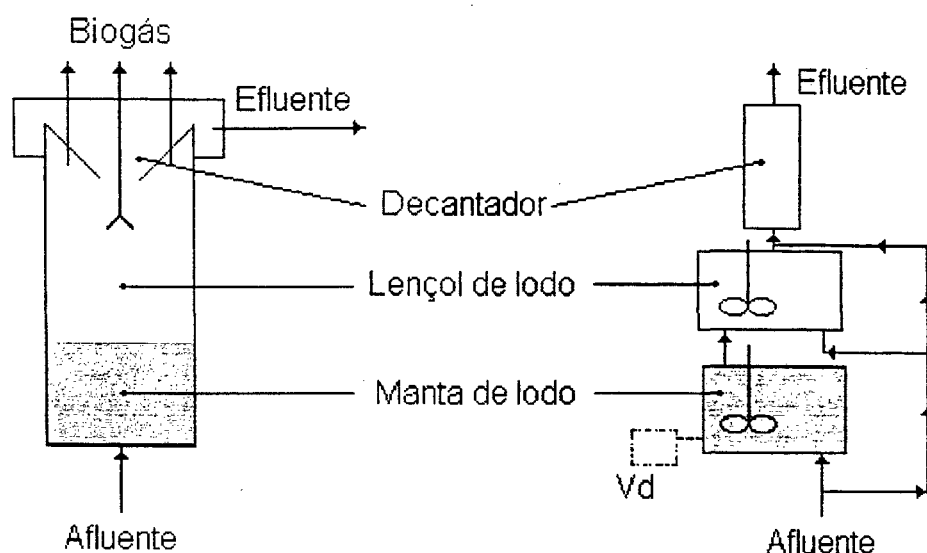 Biogás
Efluente
Efluente
Decantador
Lençol de lodo
Manta de lodo
Vd
Afluente
Afluente